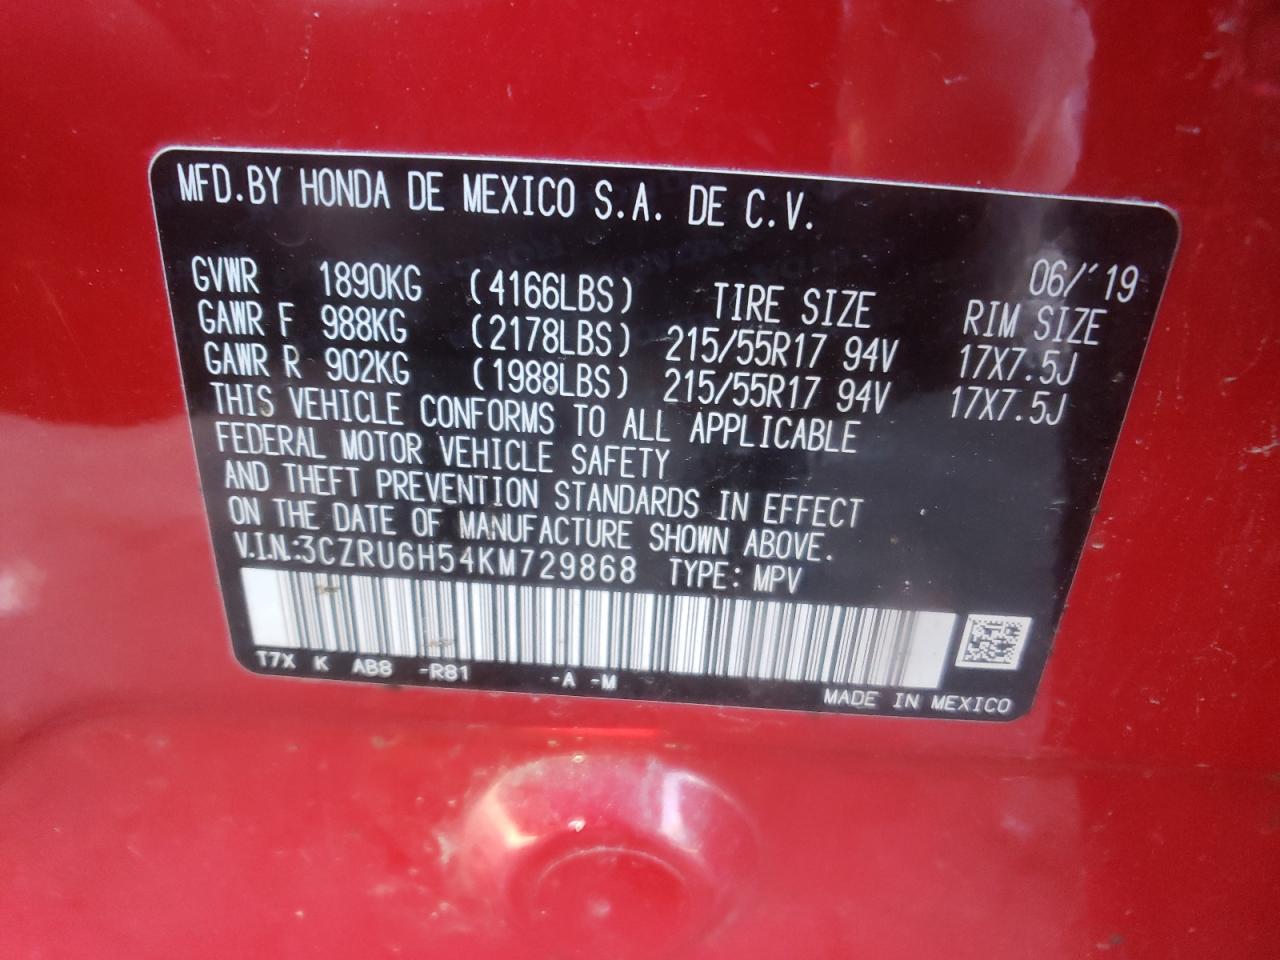 MFD.BY HONDA DE MEXICO S.A. DE C.V.
06/'19
GVWR 1890KG (4166LBS) TIRE SIZE RIM SIZE
GAWR F 988KG (2178LBS) 215/55R17 94V 17X7.5J
GAWR R 902KG (1988LBS) 215/55R17 94V 17X7.5J
THIS VEHICLE CONFORMS TO ALL APPLICABLE
FEDERAL MOTOR VEHICLE SAFETY
AND THEFT PREVENTION STANDARDS IN EFFECT
ON THE DATE OF MANUFACTURE SHOWN ABOVE.
V.I.N.:3CZRU6H54KM729868 TYPE: MPV
T7X K AB8 -R81 -A -M
MADE IN MEXICO